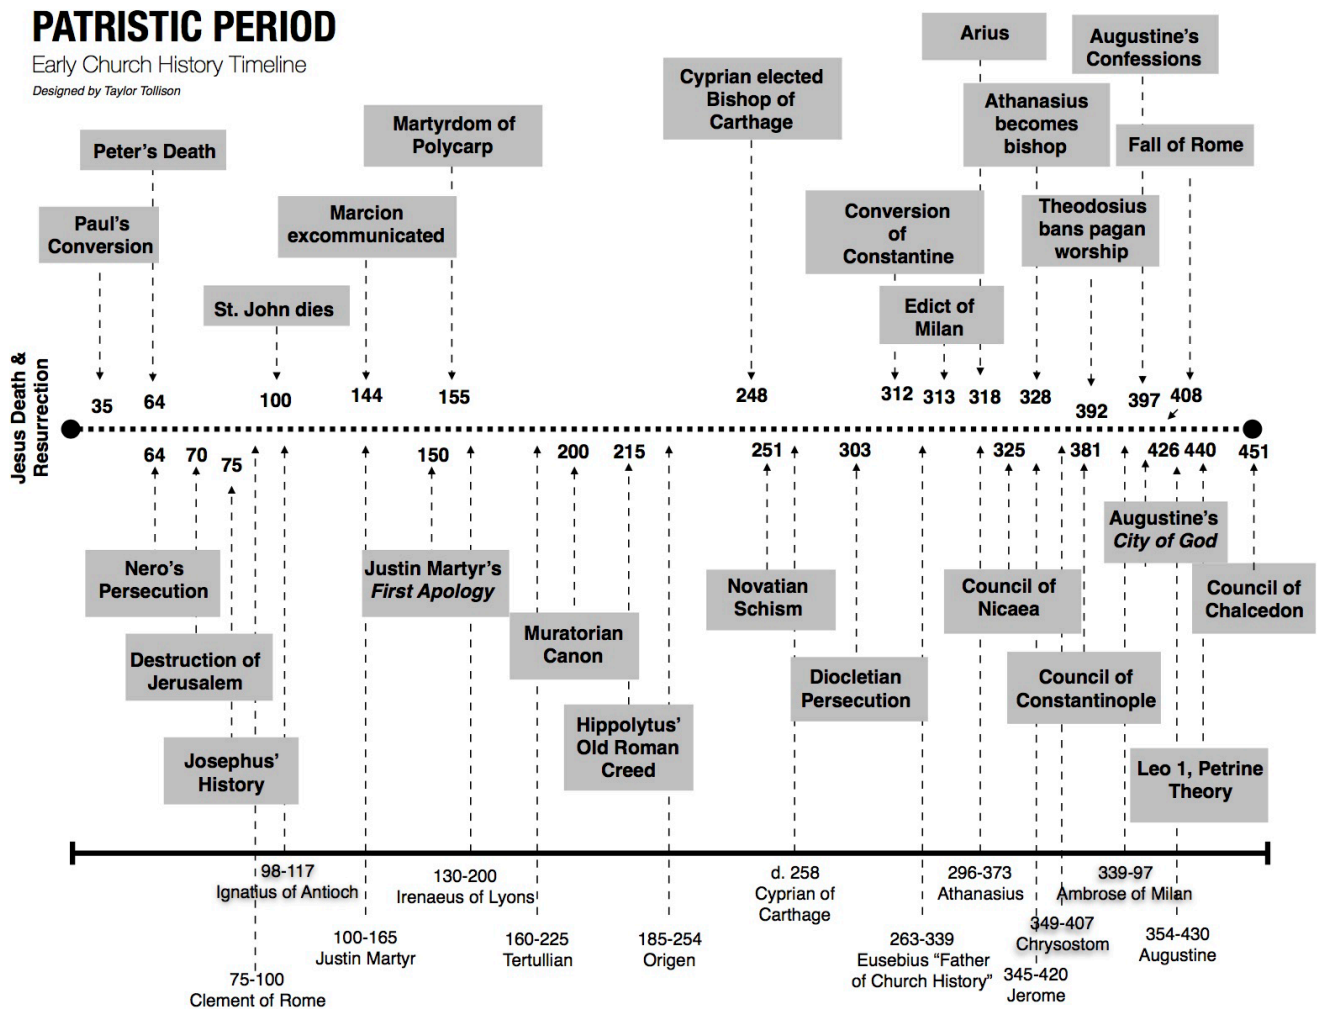 PATRISTIC PERIOD
Early Church History Timeline
Designed by Taylor Tollison
Peter's Death
Paul's
Conversion
St. John dies
Marcion
excommunicated
Martyrdom of
Polycarp
Cyprian elected
Bishop of
Carthage
Conversion
of
Constantine
Edict of
Milan
Arius
Athanasius
becomes
bishop
Theodosius
bans pagan
worship
Augustine's
Confessions
Fall of Rome
Jesus Death &
Resurrection
35
64
100
144
155
248
312
313
318
328
392
397
408
64
70
75
150
200
215
251
303
325
381
426
440
451
Nero's
Persecution
Destruction of
Jerusalem
Josephus'
History
Justin Martyr's
First Apology
Muratorian
Canon
Hippolytus'
Old Roman
Creed
Novatian
Schism
Diocletian
Persecution
Council of
Nicaea
Council of
Constantinople
Augustine's
City of God
Council of
Chalcedon
Leo 1, Petrine
Theory
98-117
Ignatius of Antioch
100-165
Justin Martyr
75-100
Clement of Rome
130-200
Irenaeus of Lyons
160-225
Tertullian
185-254
Origen
d. 258
Cyprian of
Carthage
263-339
Eusebius “Father
of Church History”
296-373
Athanasius
349-407
Chrysostom
345-420
Jerome
339-97
Ambrose of Milan
354-430
Augustine